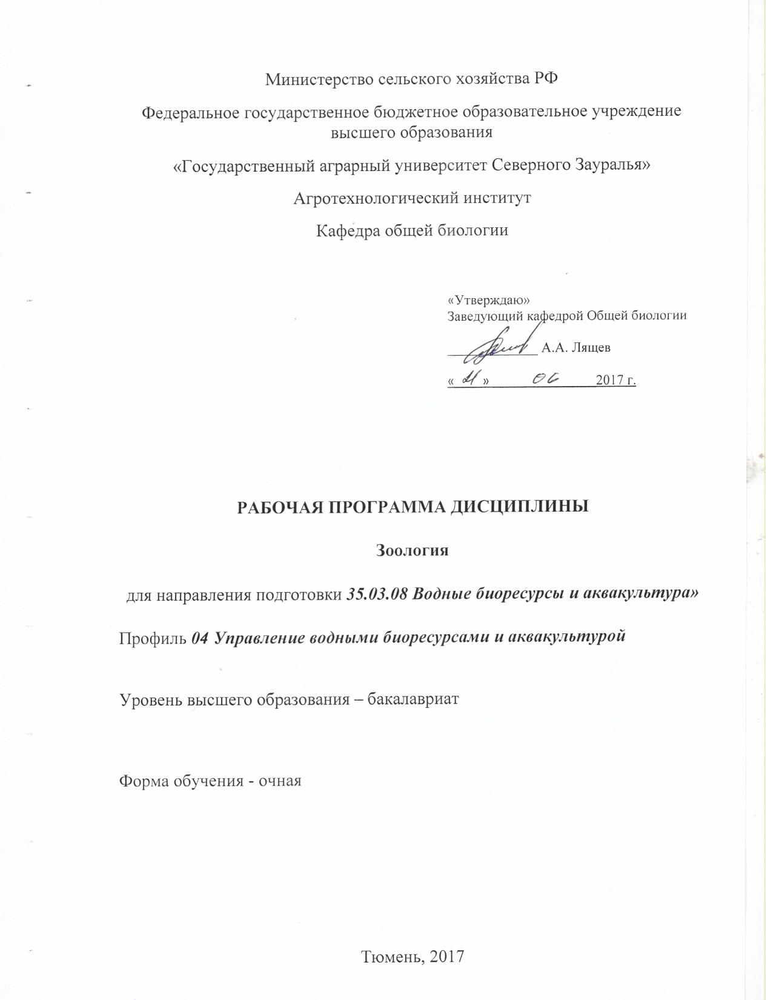 Министерство сельского хозяйства РФ
Федеральное государственное бюджетное образовательное учреждение
высшего образования
«Государственный аграрный университет Северного Зауралья»
Агротехнологический институт
Кафедра общей биологии
«Утверждаю»
Заведующий кафедрой Общей биологии
А.А. Лящев
« » 06 2017 г.
РАБОЧАЯ ПРОГРАММА ДИСЦИПЛИНЫ
Зоология
для направления подготовки 35.03.08 Водные биоресурсы и аквакультура»
Профиль 04 Управление водными биоресурсами и аквакультурой
Уровень высшего образования – бакалавриат
Форма обучения - очная
Тюмень, 2017